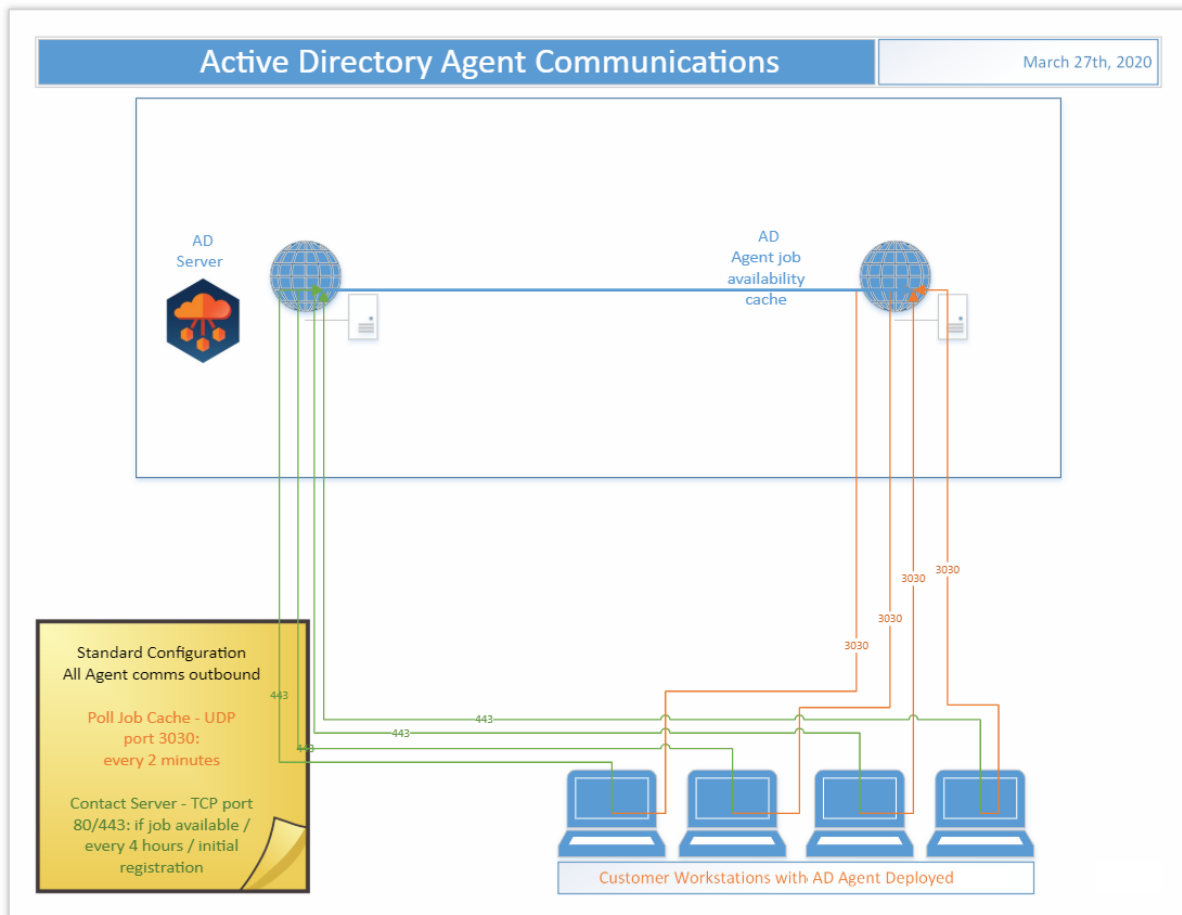 Active Directory Agent Communications
March 27th, 2020
AD
Server
AD
Agent job
availability
cache
3030
3030
3030
3030
Standard Configuration
All Agent comms outbound
Poll Job Cache - UDP
port 3030:
every 2 minutes
Contact Server - TCP port
80/443: if job available /
every 4 hours / initial
registration
443
443
443
443
Customer Workstations with AD Agent Deployed